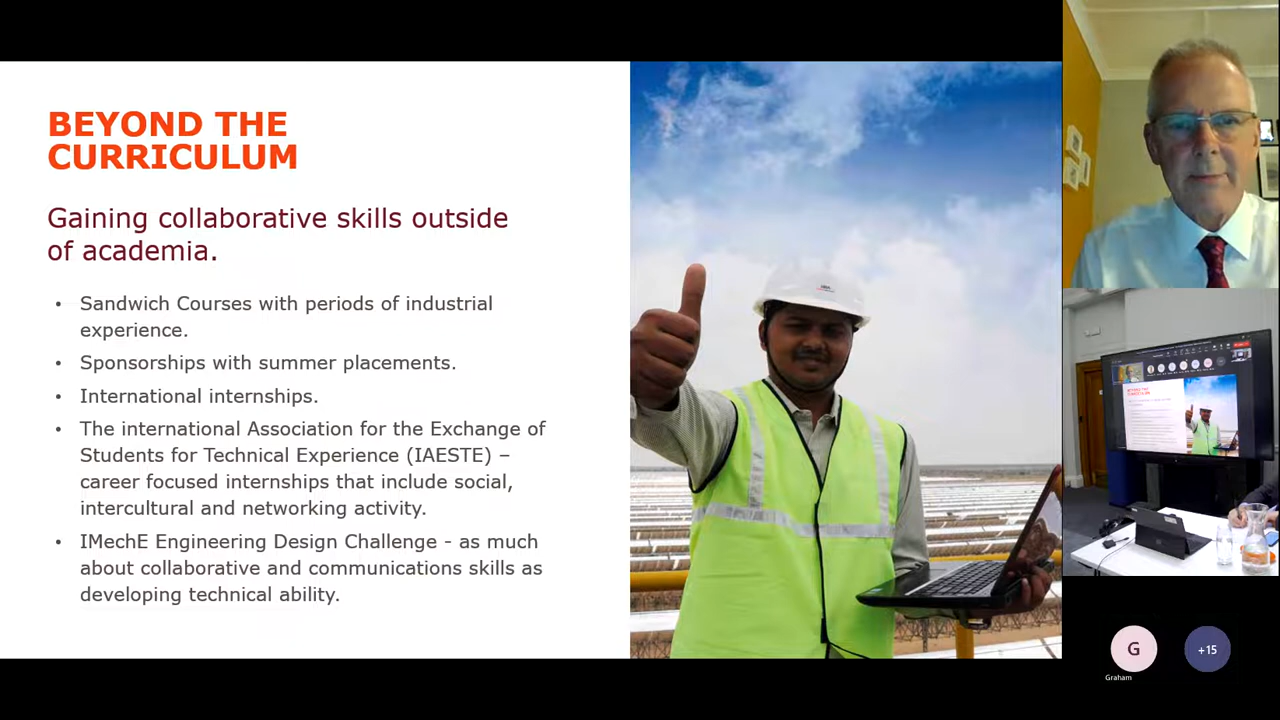 BEYOND THE
CURRICULUM
Gaining collaborative skills outside
of academia.
• Sandwich Courses with periods of industrial
experience.
• Sponsorships with summer placements.
• International internships.
• The international Association for the Exchange of
Students for Technical Experience (IAESTE) –
career focused internships that include social,
intercultural and networking activity.
• IMechE Engineering Design Challenge - as much
about collaborative and communications skills as
developing technical ability.
BEYOND THE
CURRICULUM
G
+15
Graham